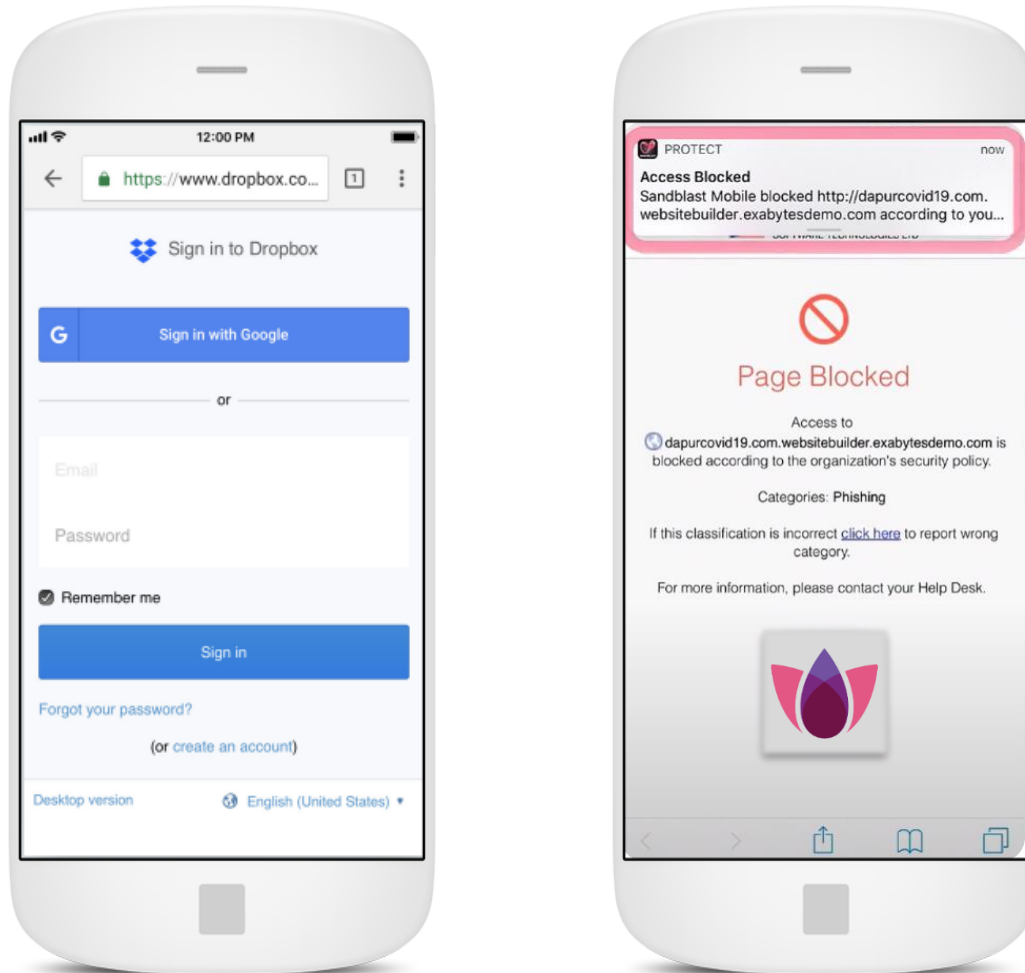 12:00 PM
https://www.dropbox.co...
1
Sign in to Dropbox
G
Sign in with Google
or
Email
Password
Remember me
Sign in
Forgot your password?
(or create an account)
Desktop version
English (United States)
PROTECT
now
Access Blocked
Sandblast Mobile blocked http://dapurcovid19.com.
websitebuilder.exabytesdemo.com according to you...
SOFTWARE TECHNOLOGIES LTD
Page Blocked
Access to
dapurcovid19.com.websitebuilder.exabytesdemo.com is
blocked according to the organization's security policy.
Categories: Phishing
If this classification is incorrect click here to report wrong
category.
For more information, please contact your Help Desk.